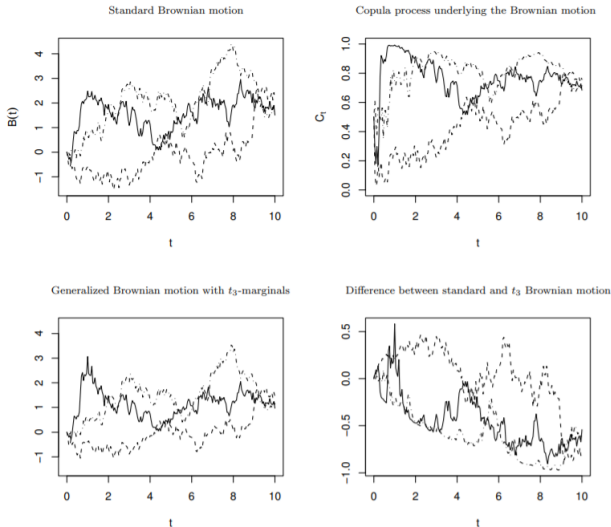 Standard Brownian motion
B(t)
4
3
2
1
0
−1
0 2 4 6 8 10
t
Copula process underlying the Brownian motion
Ct
1.0
0.8
0.6
0.4
0.2
0.0
0 2 4 6 8 10
t
Generalized Brownian motion with t3-marginals
4
3
2
1
0
−1
0 2 4 6 8 10
t
Difference between standard and t3 Brownian motion
0.5
0.0
−0.5
−1.0
0 2 4 6 8 10
t